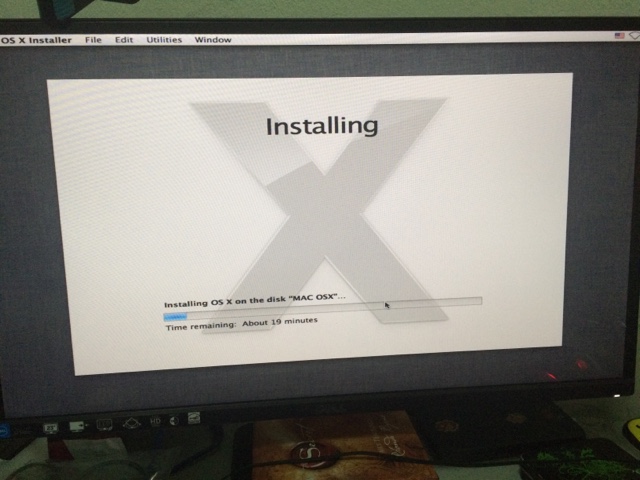 OS X Installer File Edit Utilities Window
Installing
Installing OS X on the disk "MAC OSX"...
Time remaining: About 19 minutes